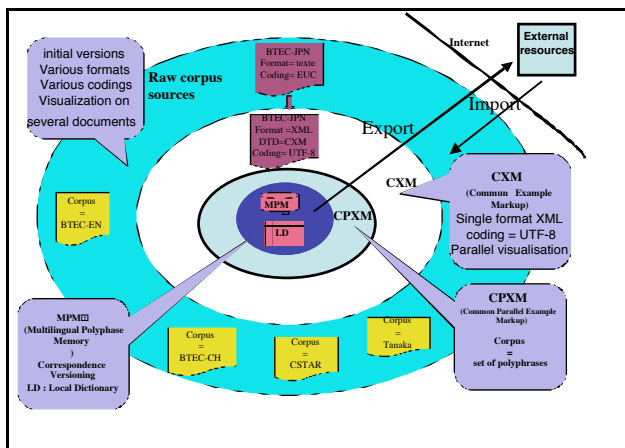 initial versions
Various formats
Various codings
Visualization on
several documents
Raw corpus
sources
BTEC-JPN
Format= texte
Coding= EUC
Internet
External
resources
BTEC-JPN
Format =XML
DTD=CXM
Coding= UTF-8
Export
Import
CXM
CXM
(Commun Example
Markup)
Single format XML
coding = UTF-8
Parallel visualisation
Corpus
=
BTEC-EN
MPM
LD
CPXM
MPM
(Multilingual Polyphase
Memory
)
Correspondence
Versioning
LD : Local Dictionary
Corpus
=
BTEC-CH
Corpus
=
CSTAR
Corpus
=
Tanaka
CPXM
(Common Parallel Example
Markup)
Corpus
=
set of polyphrases